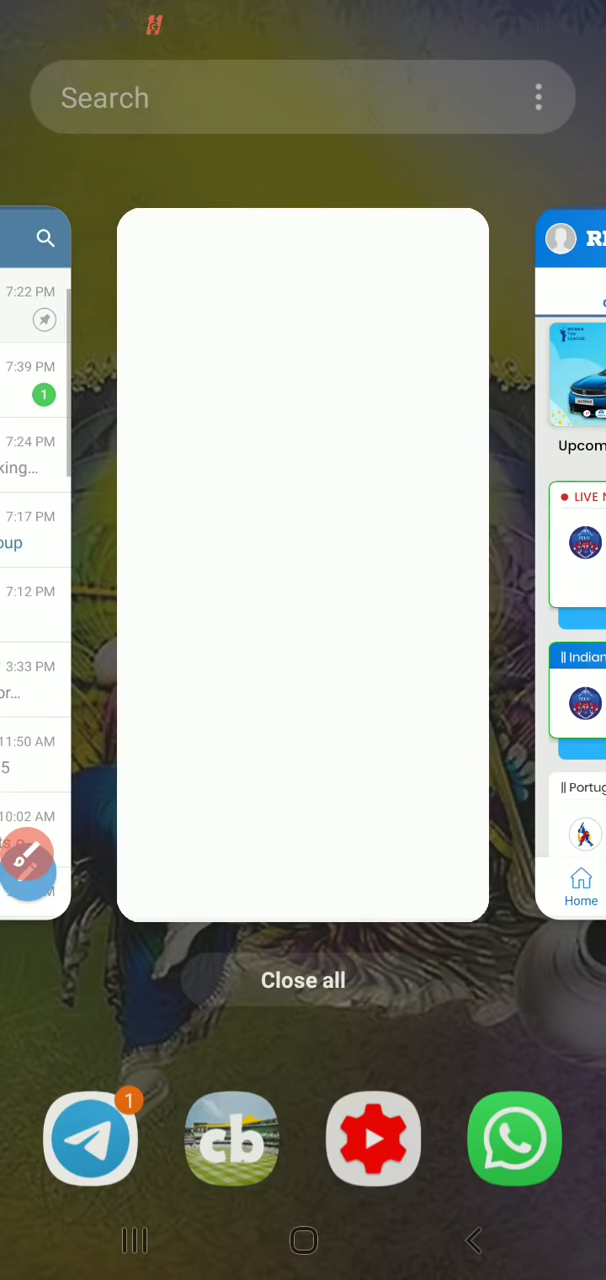 Search
7:22 PM
7:39 PM
1
7:24 PM
king...
7:17 PM
oup
7:12 PM
3:33 PM
or...
11:50 AM
5
10:02 AM
Upcom
LIVE N
|| Indian
|| Portug
Home
Close all
1
cb